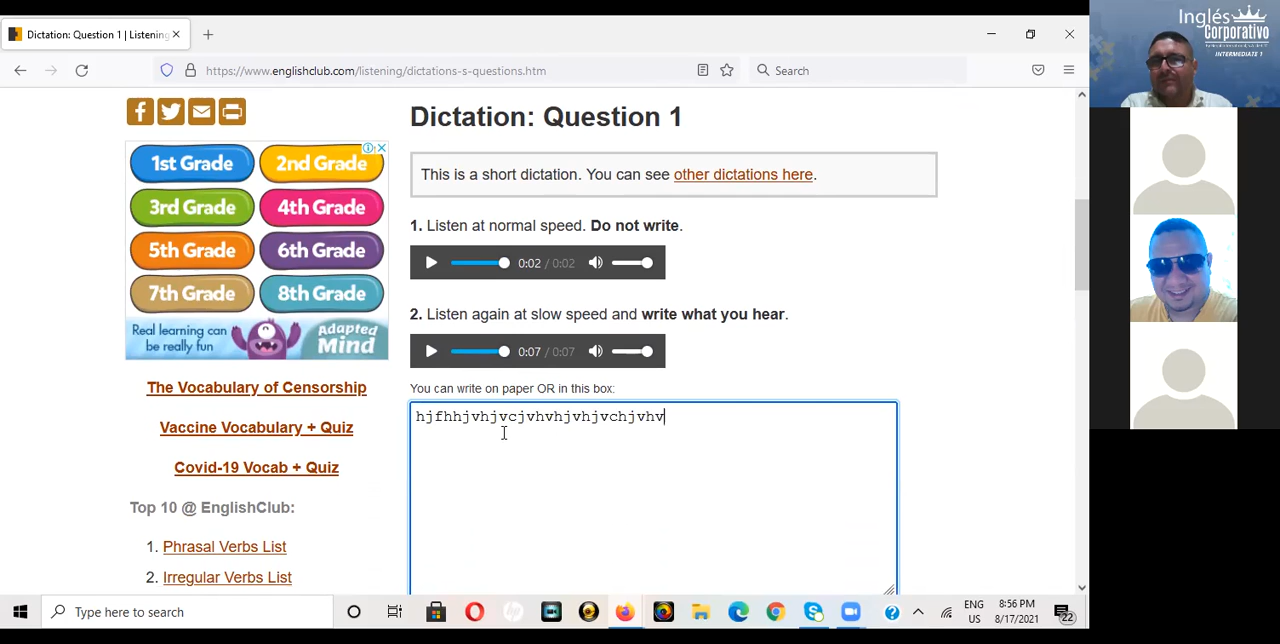 Dictation: Question 1 | Listening
https://www.englishclub.com/listening/dictations-s-questions.htm
Search
Inglés
Corporativo
INTERMEDIATE 1
Dictation: Question 1
This is a short dictation. You can see other dictations here.
1. Listen at normal speed. Do not write.
0:02 / 0:02
2. Listen again at slow speed and write what you hear.
0:07 / 0:07
You can write on paper OR in this box:
hjfhhjvhjvcjvhvhjvhjvchjvhv
1st Grade
2nd Grade
3rd Grade
4th Grade
5th Grade
6th Grade
7th Grade
8th Grade
Real learning can
be really fun
Adapted
Mind
The Vocabulary of Censorship
Vaccine Vocabulary + Quiz
Covid-19 Vocab + Quiz
Top 10 @ EnglishClub:
1. Phrasal Verbs List
2. Irregular Verbs List
Type here to search
ENG
US
8:56 PM
8/17/2021
22